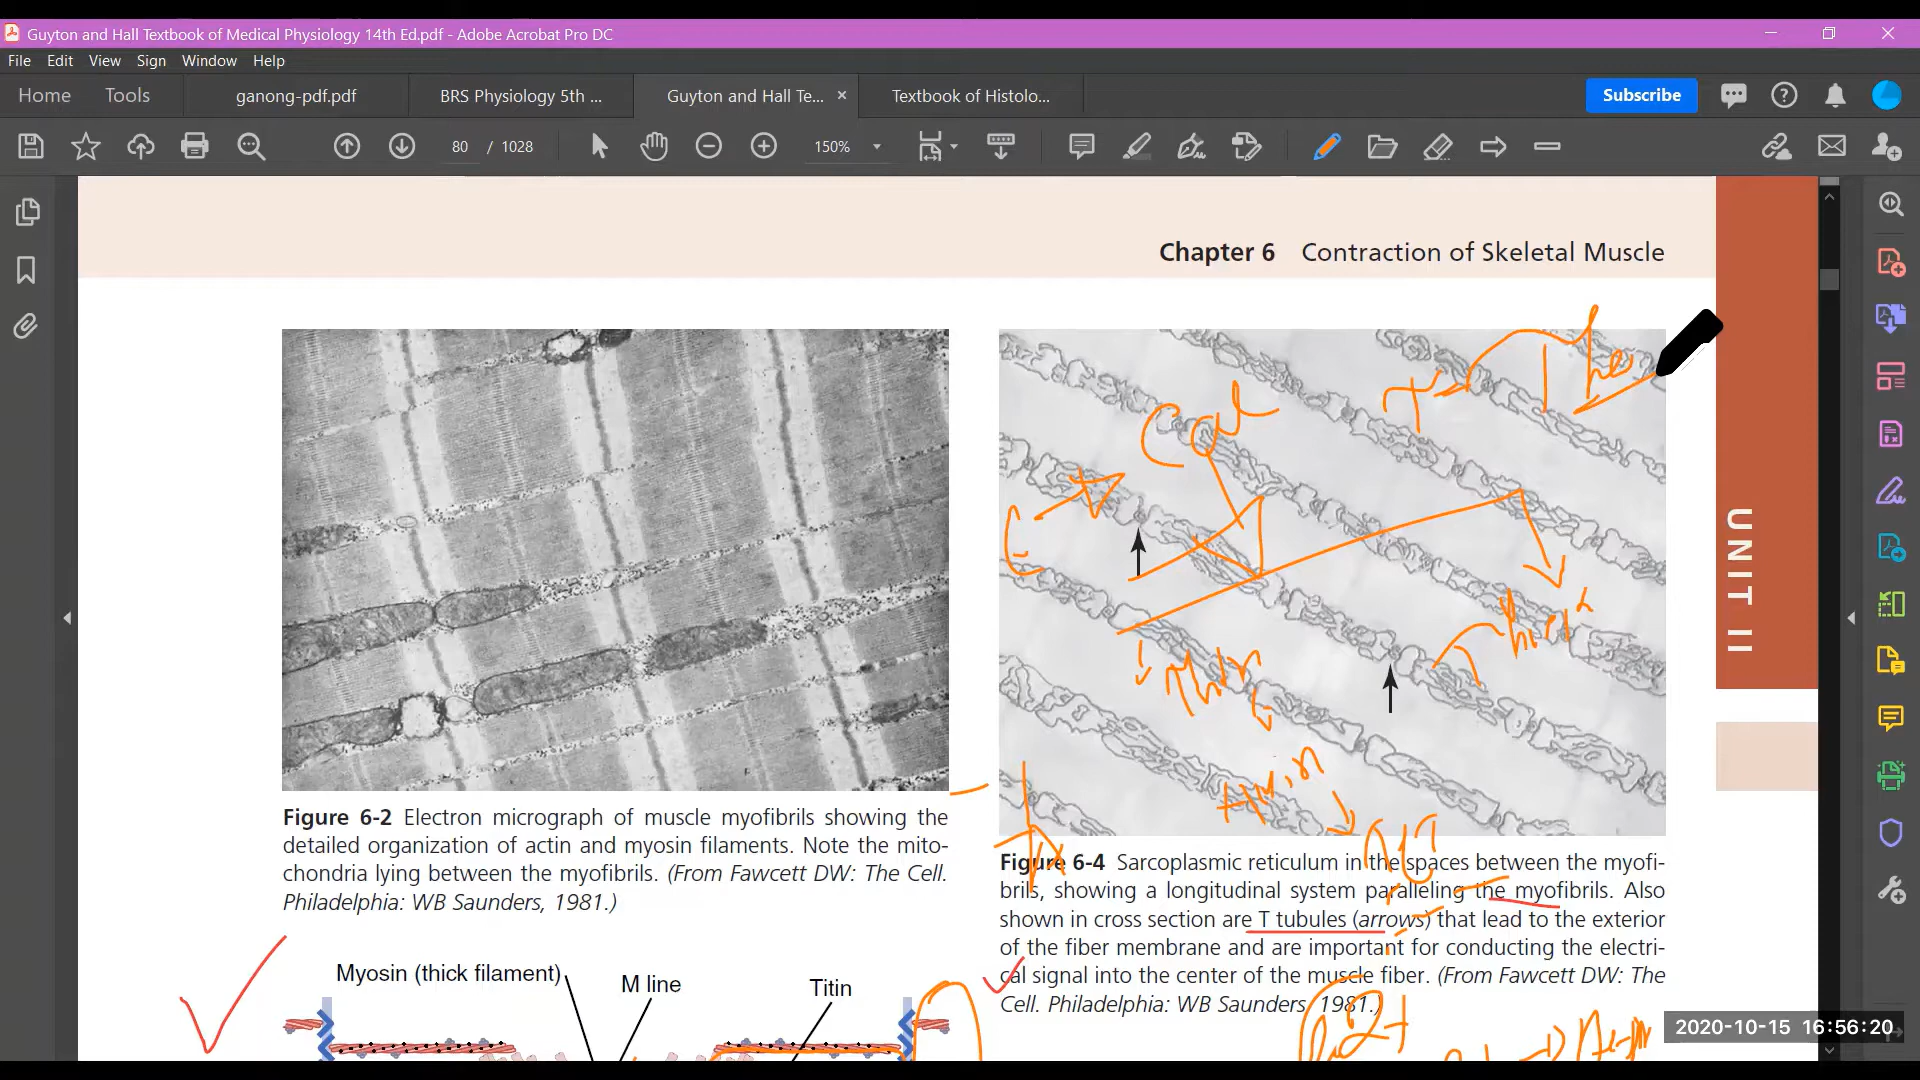 Guyton and Hall Textbook of Medical Physiology 14th Ed.pdf - Adobe Acrobat Pro DC
File Edit View Sign Window Help
Home Tools ganong-pdf.pdf BRS Physiology 5th ... Guyton and Hall Te... × Textbook of Histolo... Subscribe
80 / 1028 150%
Chapter 6 Contraction of Skeletal Muscle
UNIT II
Figure 6-2 Electron micrograph of muscle myofibrils showing the
detailed organization of actin and myosin filaments. Note the mito-
chondria lying between the myofibrils. (From Fawcett DW: The Cell.
Philadelphia: WB Saunders, 1981.)
Figure 6-4 Sarcoplasmic reticulum in the spaces between the myofi-
brils, showing a longitudinal system paralleling the myofibrils. Also
shown in cross section are T tubules (arrows) that lead to the exterior
of the fiber membrane and are important for conducting the electri-
cal signal into the center of the muscle fiber. (From Fawcett DW: The
Cell. Philadelphia: WB Saunders, 1981.)
Myosin (thick filament)
M line
Titin
2020-10-15 16:56:20